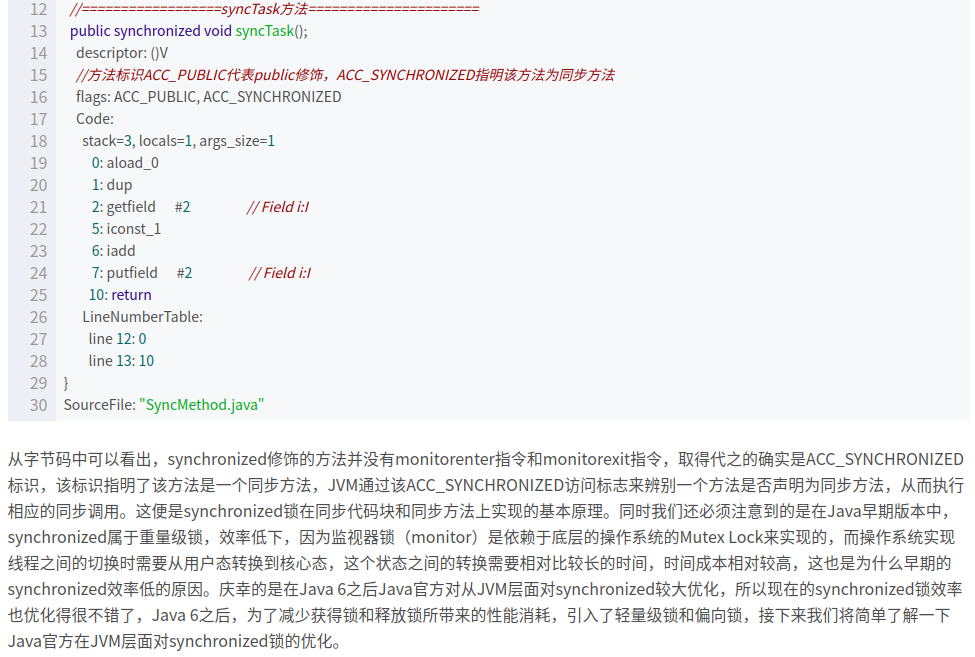 12 //==================syncTask方法======================
13 public synchronized void syncTask();
14 descriptor: ()V
15 //方法标识ACC_PUBLIC代表public修饰，ACC_SYNCHRONIZED指明该方法为同步方法
16 flags: ACC_PUBLIC, ACC_SYNCHRONIZED
17 Code:
18 stack=3, locals=1, args_size=1
19 0: aload_0
20 1: dup
21 2: getfield #2 // Field i:I
22 5: iconst_1
23 6: iadd
24 7: putfield #2 // Field i:I
25 10: return
26 LineNumberTable:
27 line 12: 0
28 line 13: 10
29 }
30 SourceFile: "SyncMethod.java"
从字节码中可以看出，synchronized修饰的方法并没有monitorenter指令和monitorexit指令，取得代之的确实是ACC_SYNCHRONIZED
标识，该标识指明了该方法是一个同步方法，JVM通过该ACC_SYNCHRONIZED访问标志来辨别一个方法是否声明为同步方法，从而执行
相应的同步调用。这便是synchronized锁在同步代码块和同步方法上实现的基本原理。同时我们还必须注意到的是在Java早期版本中，
synchronized属于重量级锁，效率低下，因为监视器锁（monitor）是依赖于底层的操作系统的Mutex Lock来实现的，而操作系统实现
线程之间的切换时需要从用户态转换到核心态，这个状态之间的转换需要相对比较长的时间，时间成本相对较高，这也是为什么早期的
synchronized效率低的原因。庆幸的是在Java 6之后Java官方对从JVM层面对synchronized较大优化，所以现在的synchronized锁效率
也优化得很不错了，Java 6之后，为了减少获得锁和释放锁所带来的性能消耗，引入了轻量级锁和偏向锁，接下来我们将简单了解一下
Java官方在JVM层面对synchronized锁的优化。